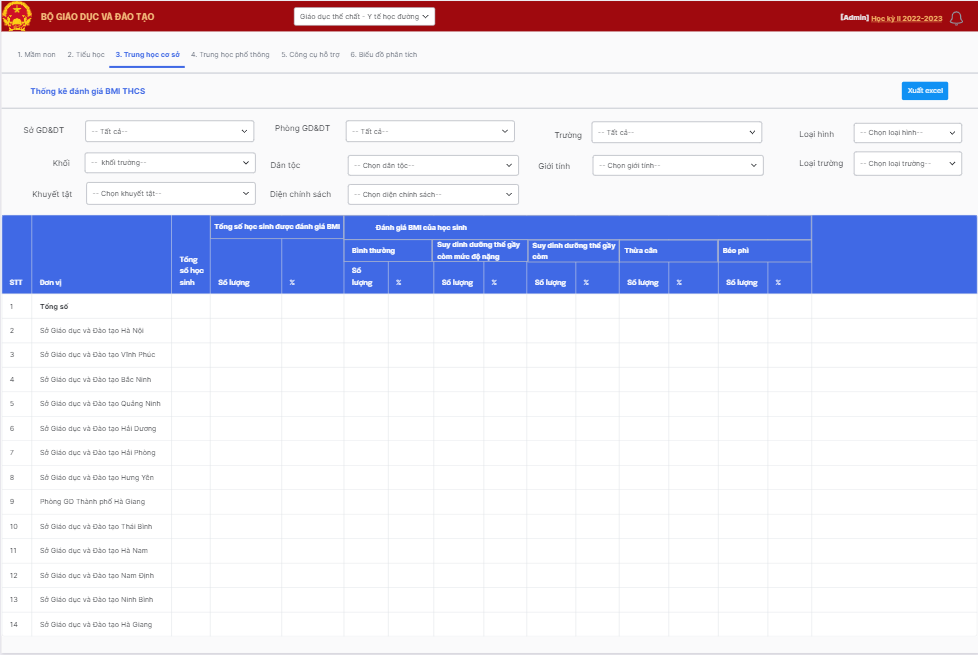 BỘ GIÁO DỤC VÀ ĐÀO TẠO
Giáo dục thể chất - Y tế học đường
[Admin] Học kỳ II 2022-2023
1. Mầm non 2. Tiểu học 3. Trung học cơ sở 4. Trung học phổ thông 5. Công cụ hỗ trợ 6. Biểu đồ phân tích
Thống kê đánh giá BMI THCS
Xuất excel
Sở GD&ĐT -- Tất cả-- Phòng GD&ĐT -- Tất cả-- Trường -- Tất cả-- Loại hình -- Chọn loại hình--
Khối -- khối trường-- Dân tộc -- Chọn dân tộc-- Giới tính -- Chọn giới tính-- Loại trường -- Chọn loại trường--
Khuyết tật -- Chọn khuyết tật-- Diện chính sách -- Chọn diện chính sách--
STT Đơn vị Tổng số học sinh
Tổng số học sinh được đánh giá BMI Đánh giá BMI của học sinh
Bình thường Suy dinh dưỡng thể gầy còm mức độ nặng Suy dinh dưỡng thể gầy còm Thừa cân Béo phì
Số lượng % Số lượng % Số lượng % Số lượng % Số lượng % Số lượng %
1 Tổng số
2 Sở Giáo dục và Đào tạo Hà Nội
3 Sở Giáo dục và Đào tạo Vĩnh Phúc
4 Sở Giáo dục và Đào tạo Bắc Ninh
5 Sở Giáo dục và Đào tạo Quảng Ninh
6 Sở Giáo dục và Đào tạo Hải Dương
7 Sở Giáo dục và Đào tạo Hải Phòng
8 Sở Giáo dục và Đào tạo Hưng Yên
9 Phòng GD Thành phố Hà Giang
10 Sở Giáo dục và Đào tạo Thái Bình
11 Sở Giáo dục và Đào tạo Hà Nam
12 Sở Giáo dục và Đào tạo Nam Định
13 Sở Giáo dục và Đào tạo Ninh Bình
14 Sở Giáo dục và Đào tạo Hà Giang